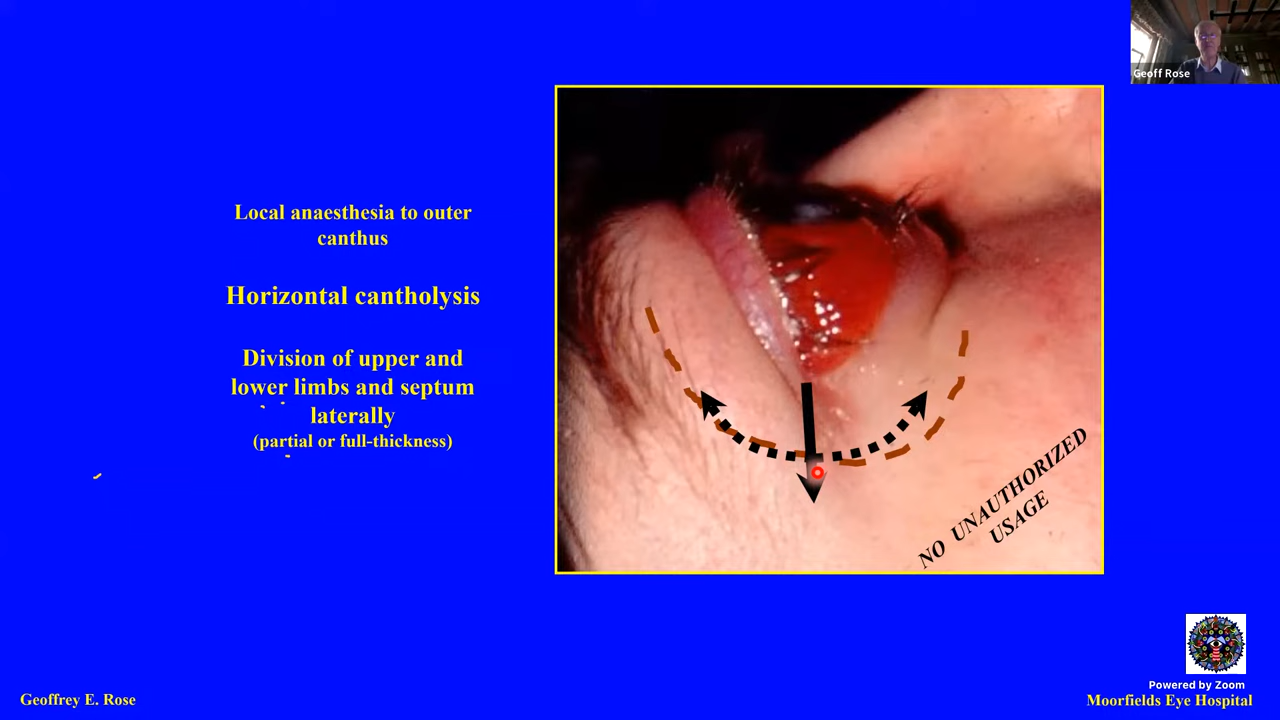 Geoff Rose
Local anaesthesia to outer
canthus
Horizontal cantholysis
Division of upper and
lower limbs and septum
laterally
(partial or full-thickness)
NO UNAUTHORIZED
USAGE
Powered by Zoom
Geoffrey E. Rose
Moorfields Eye Hospital